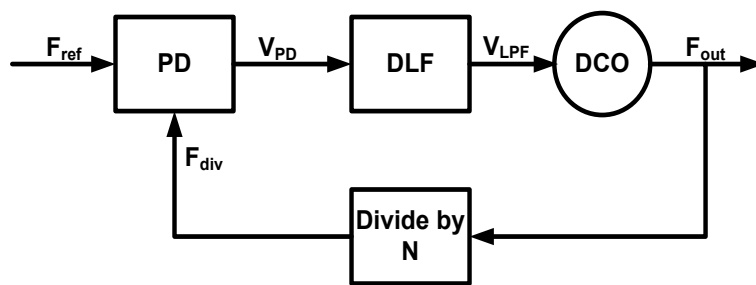 F_ref
PD
V_PD
DLF
V_LPF
DCO
F_out
F_div
Divide by
N